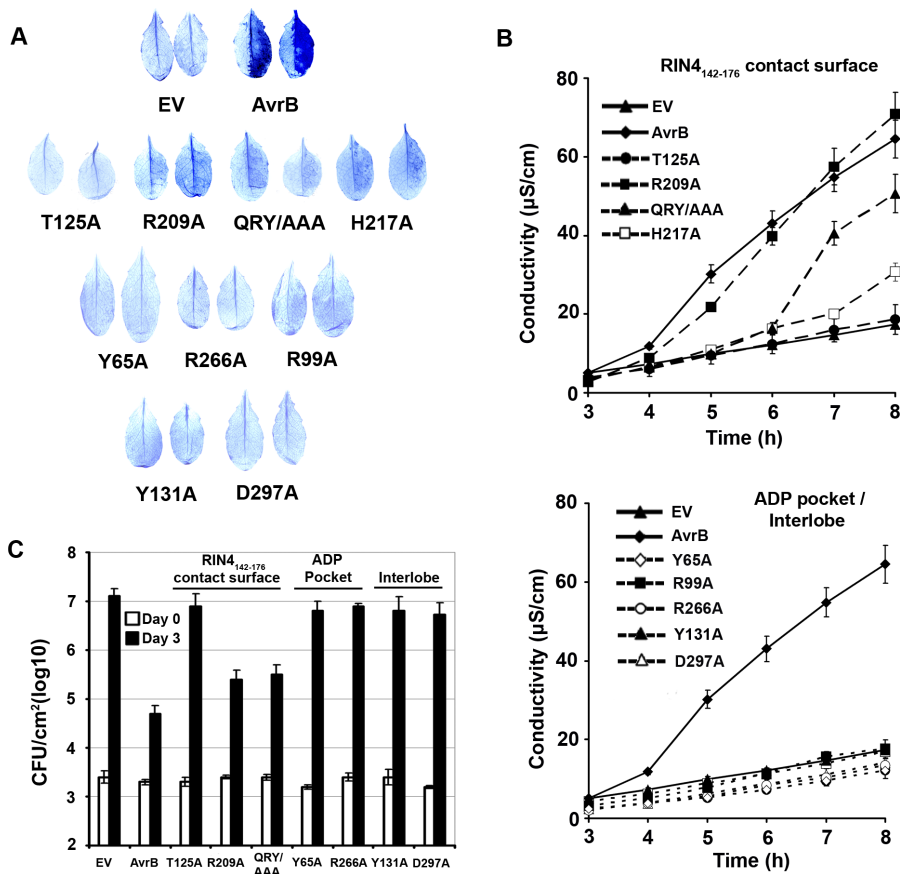 A
EV AvrB
T125A R209A QRY/AAA H217A
Y65A R266A R99A
Y131A D297A
B
RIN4142-176 contact surface
EV
AvrB
T125A
R209A
QRY/AAA
H217A
Conductivity (µS/cm)
80
60
40
20
0
3 4 5 6 7 8
Time (h)
ADP pocket /
Interlobe
EV
AvrB
Y65A
R99A
R266A
Y131A
D297A
Conductivity (µS/cm)
80
60
40
20
0
3 4 5 6 7 8
Time (h)
C
RIN4142-176
contact surface
ADP
Pocket
Interlobe
Day 0
Day 3
CFU/cm2(log10)
8
7
6
5
4
3
2
EV AvrB T125A R209A QRY/ Y65A R266A Y131A D297A
AAA